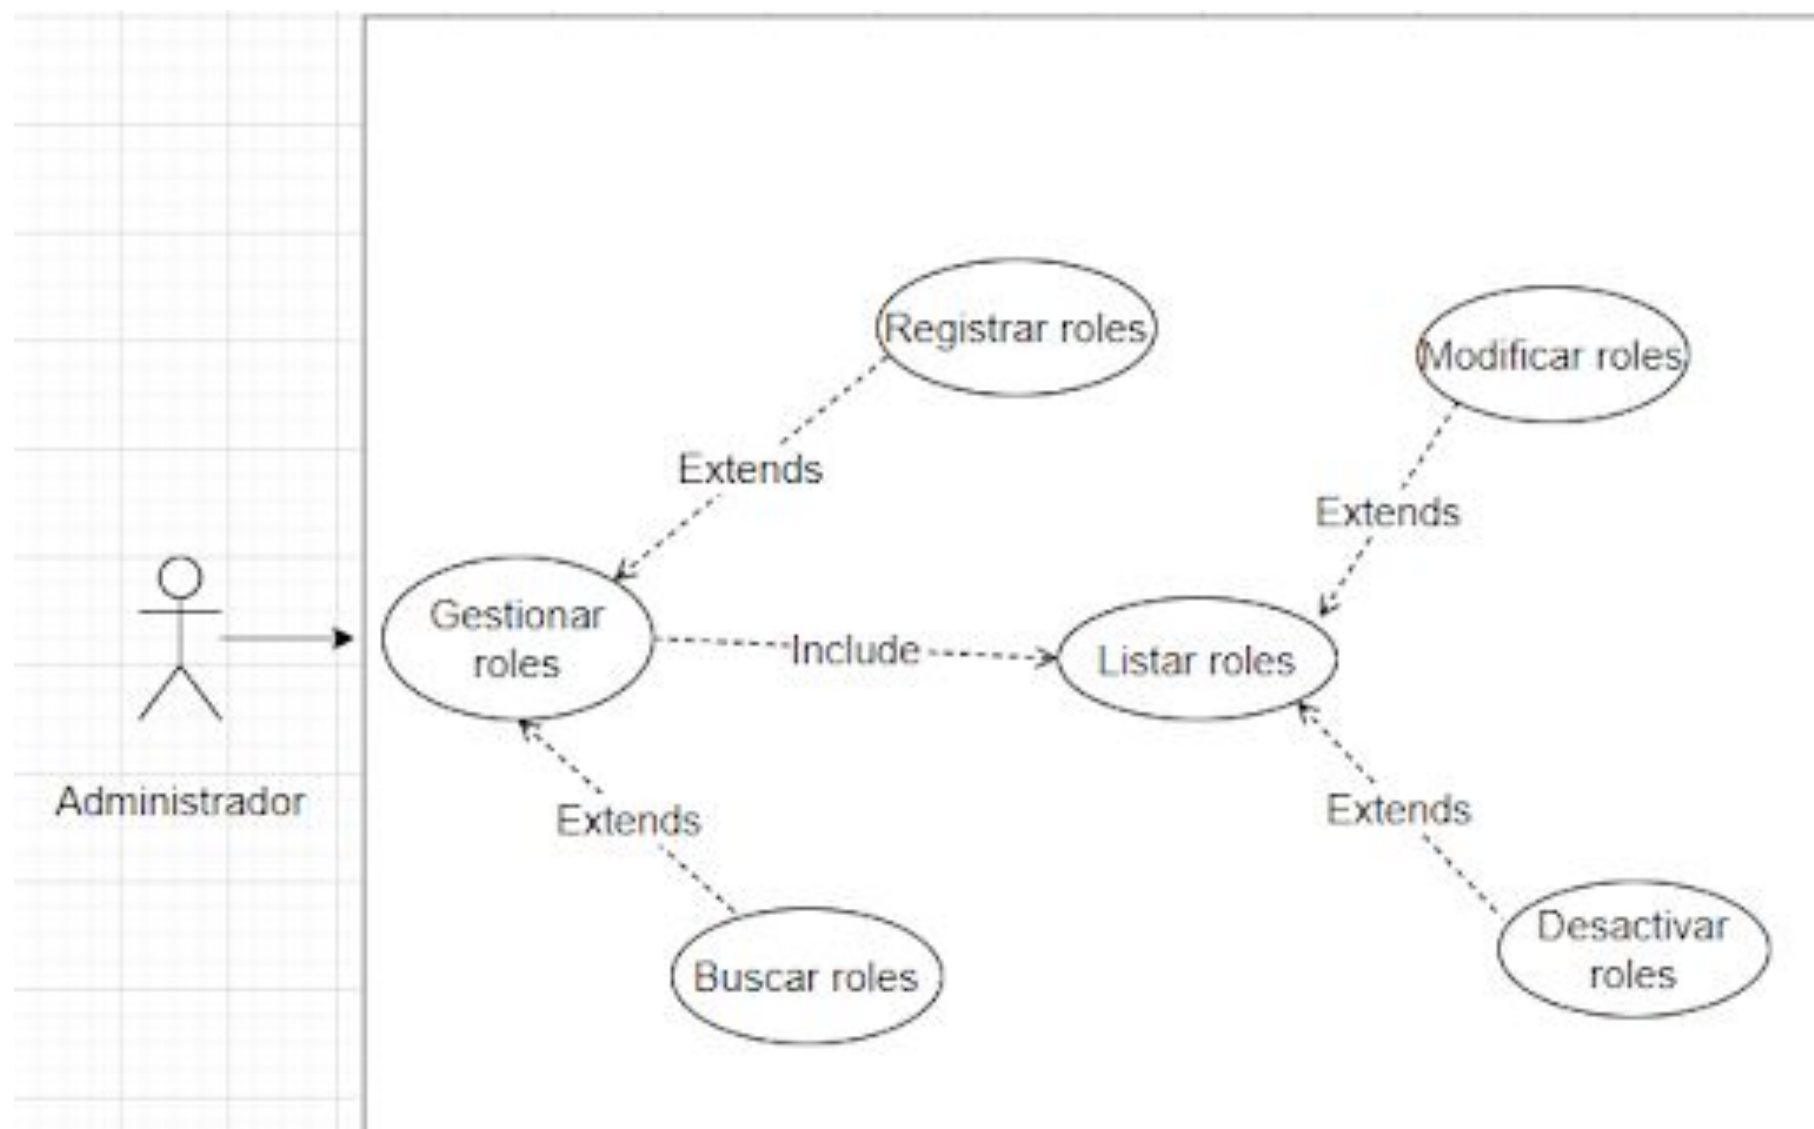 Registrar roles
Modificar roles
Extends
Extends
Gestionar
roles
Include
Listar roles
Administrador
Extends
Extends
Desactivar
roles
Buscar roles